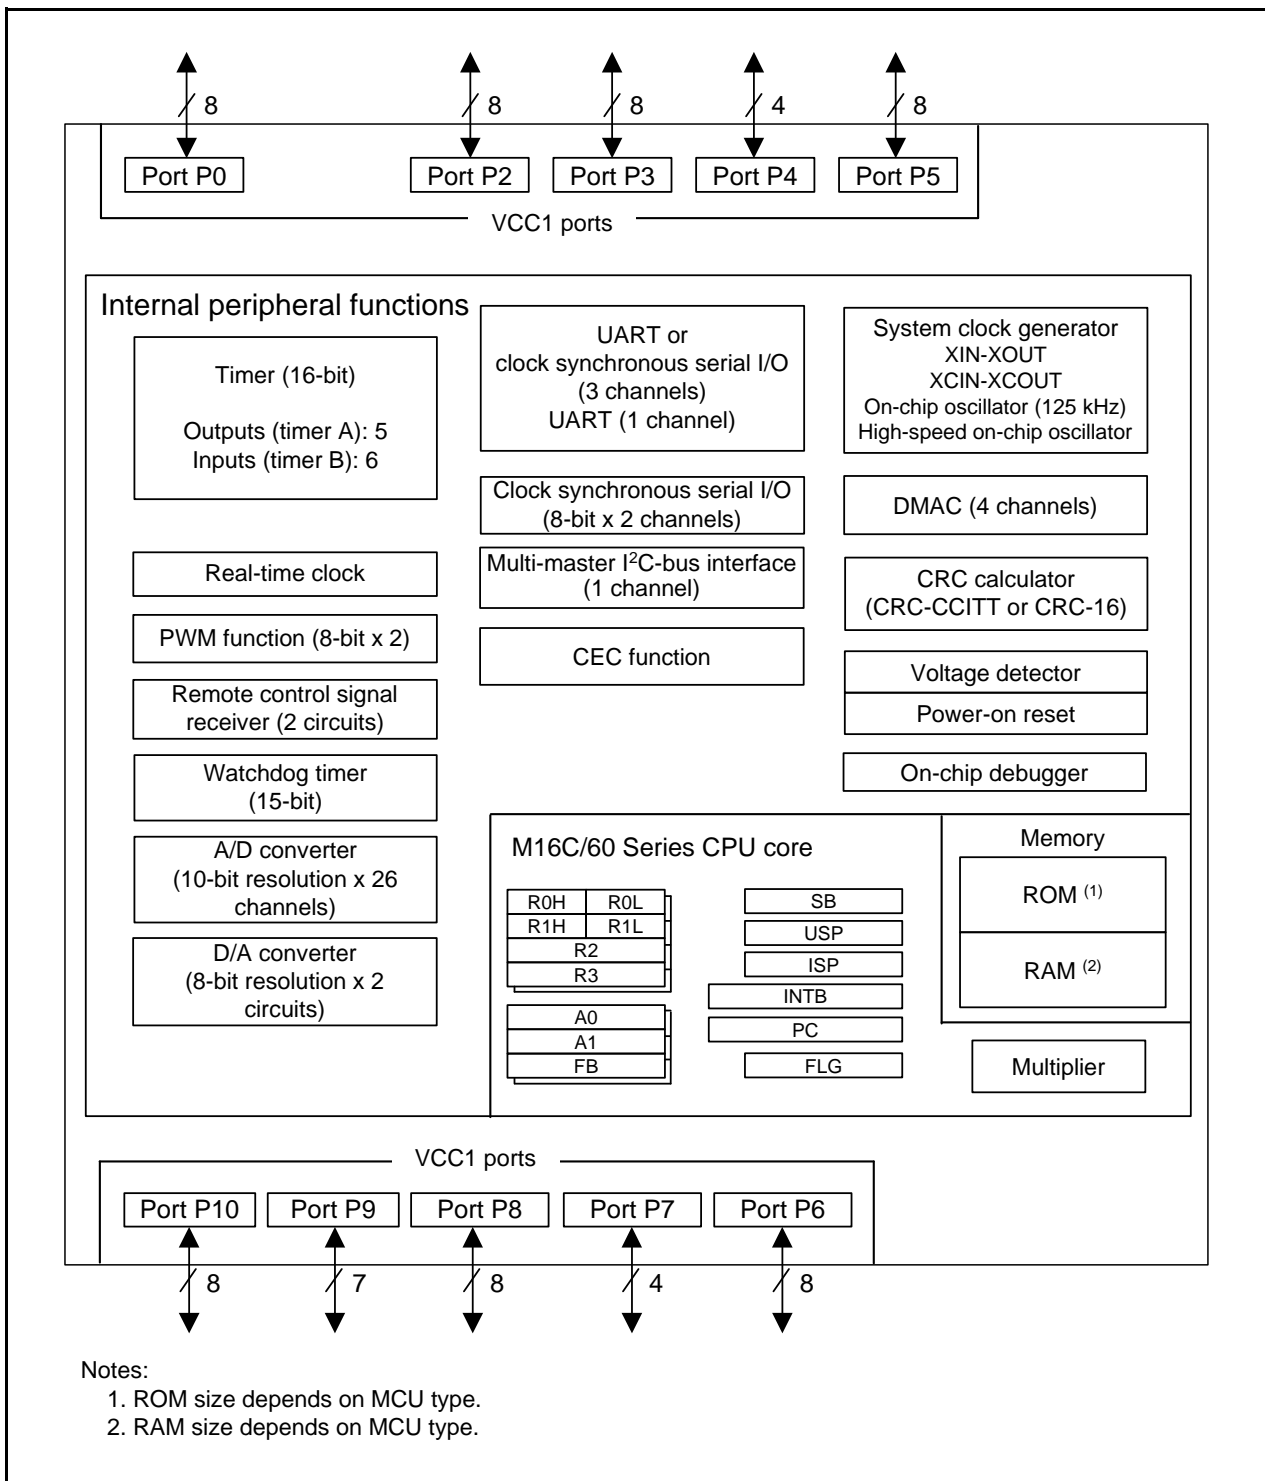 8
8
8
4
8
Port P0
Port P2
Port P3
Port P4
Port P5
VCC1 ports
Internal peripheral functions
Timer (16-bit)
Outputs (timer A): 5
Inputs (timer B): 6
Real-time clock
PWM function (8-bit x 2)
Remote control signal
receiver (2 circuits)
Watchdog timer
(15-bit)
A/D converter
(10-bit resolution x 26
channels)
D/A converter
(8-bit resolution x 2
circuits)
UART or
clock synchronous serial I/O
(3 channels)
UART (1 channel)
Clock synchronous serial I/O
(8-bit x 2 channels)
Multi-master I²C-bus interface
(1 channel)
CEC function
System clock generator
XIN-XOUT
XCIN-XCOUT
On-chip oscillator (125 kHz)
High-speed on-chip oscillator
DMAC (4 channels)
CRC calculator
(CRC-CCITT or CRC-16)
Voltage detector
Power-on reset
On-chip debugger
M16C/60 Series CPU core
R0H
R0L
R1H
R1L
R2
R3
A0
A1
FB
SB
USP
ISP
INTB
PC
FLG
Memory
ROM (1)
RAM (2)
Multiplier
VCC1 ports
Port P10
Port P9
Port P8
Port P7
Port P6
8
7
8
4
8
Notes:
1. ROM size depends on MCU type.
2. RAM size depends on MCU type.